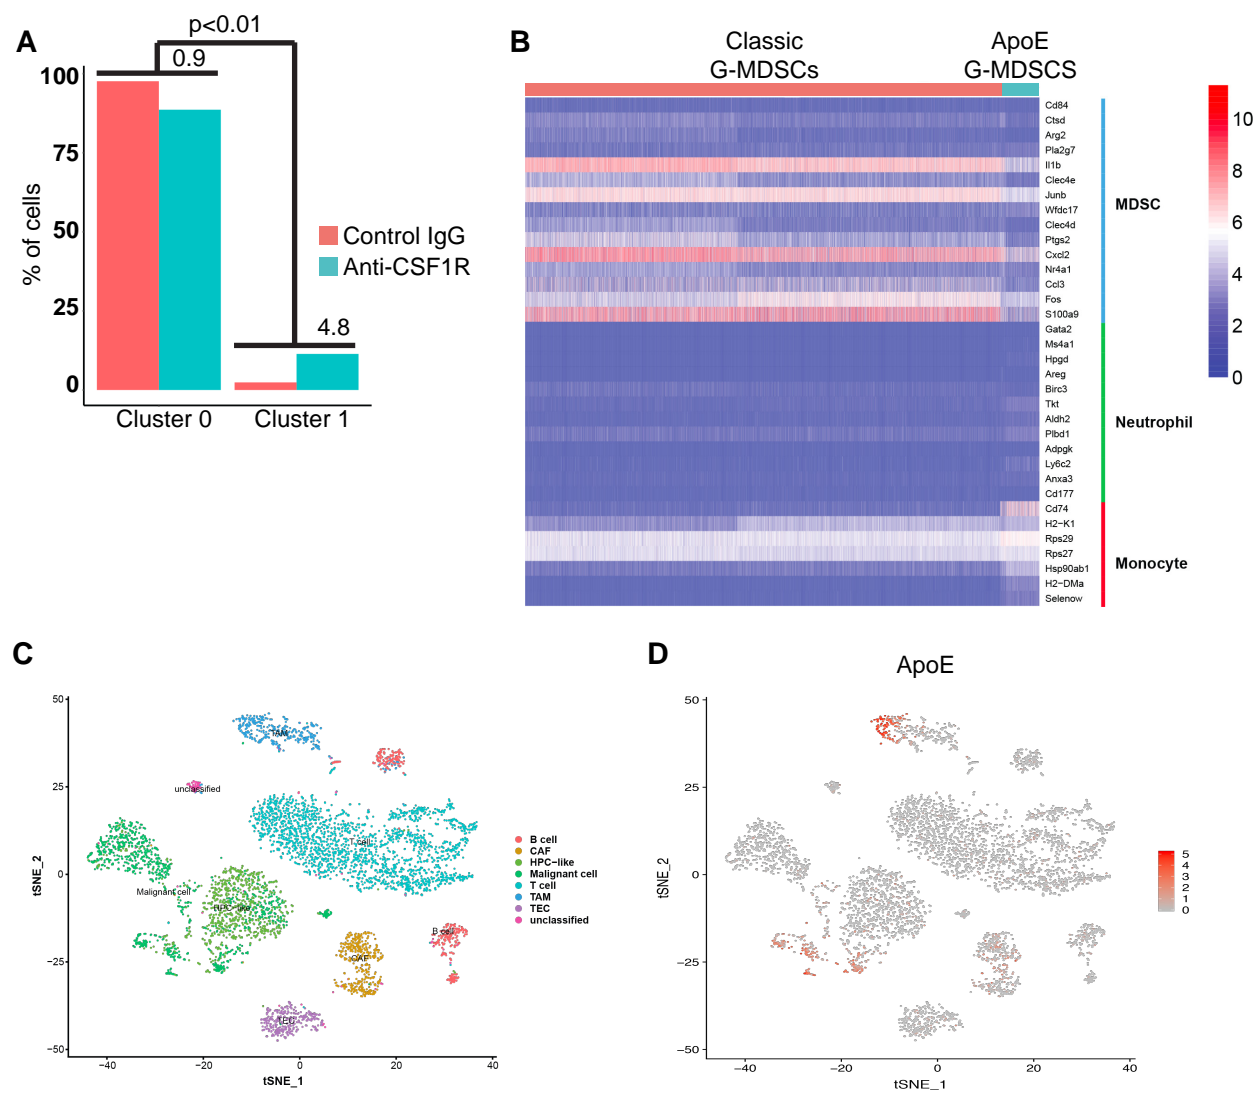 A
p<0.01
0.9
100
75
50
25
0
% of cells
4.8
Control IgG
Anti-CSF1R
Cluster 0
Cluster 1
B
Classic
G-MDSCs
ApoE
G-MDSCS
Cd84
Ctsd
Arg2
Pla2g7
Il1b
Clec4e
Junb
Wfdc17
Clec4d
Ptgs2
Cxcl2
Nr4a1
Ccl3
Fos
S100a9
Gata2
Ms4a1
Hpgd
Areg
Birc3
Tkt
Aldh2
Plbd1
Adpgk
Ly6c2
Anxa3
Cd177
Cd74
H2-K1
Rps29
Rps27
Hsp90ab1
H2-DMa
Selenow
MDSC
Neutrophil
Monocyte
10
8
6
4
2
0
C
50
25
0
−25
−50
tSNE_2
TAM
unclassified
T cell
Malignant cell
HPC-like
B cell
CAF
TEC
−40
−20
0
20
40
tSNE_1
B cell
CAF
HPC-like
Malignant cell
T cell
TAM
TEC
unclassified
D
ApoE
50
25
0
−25
−50
tSNE_2
−40
−20
0
20
40
tSNE_1
5
4
3
2
1
0